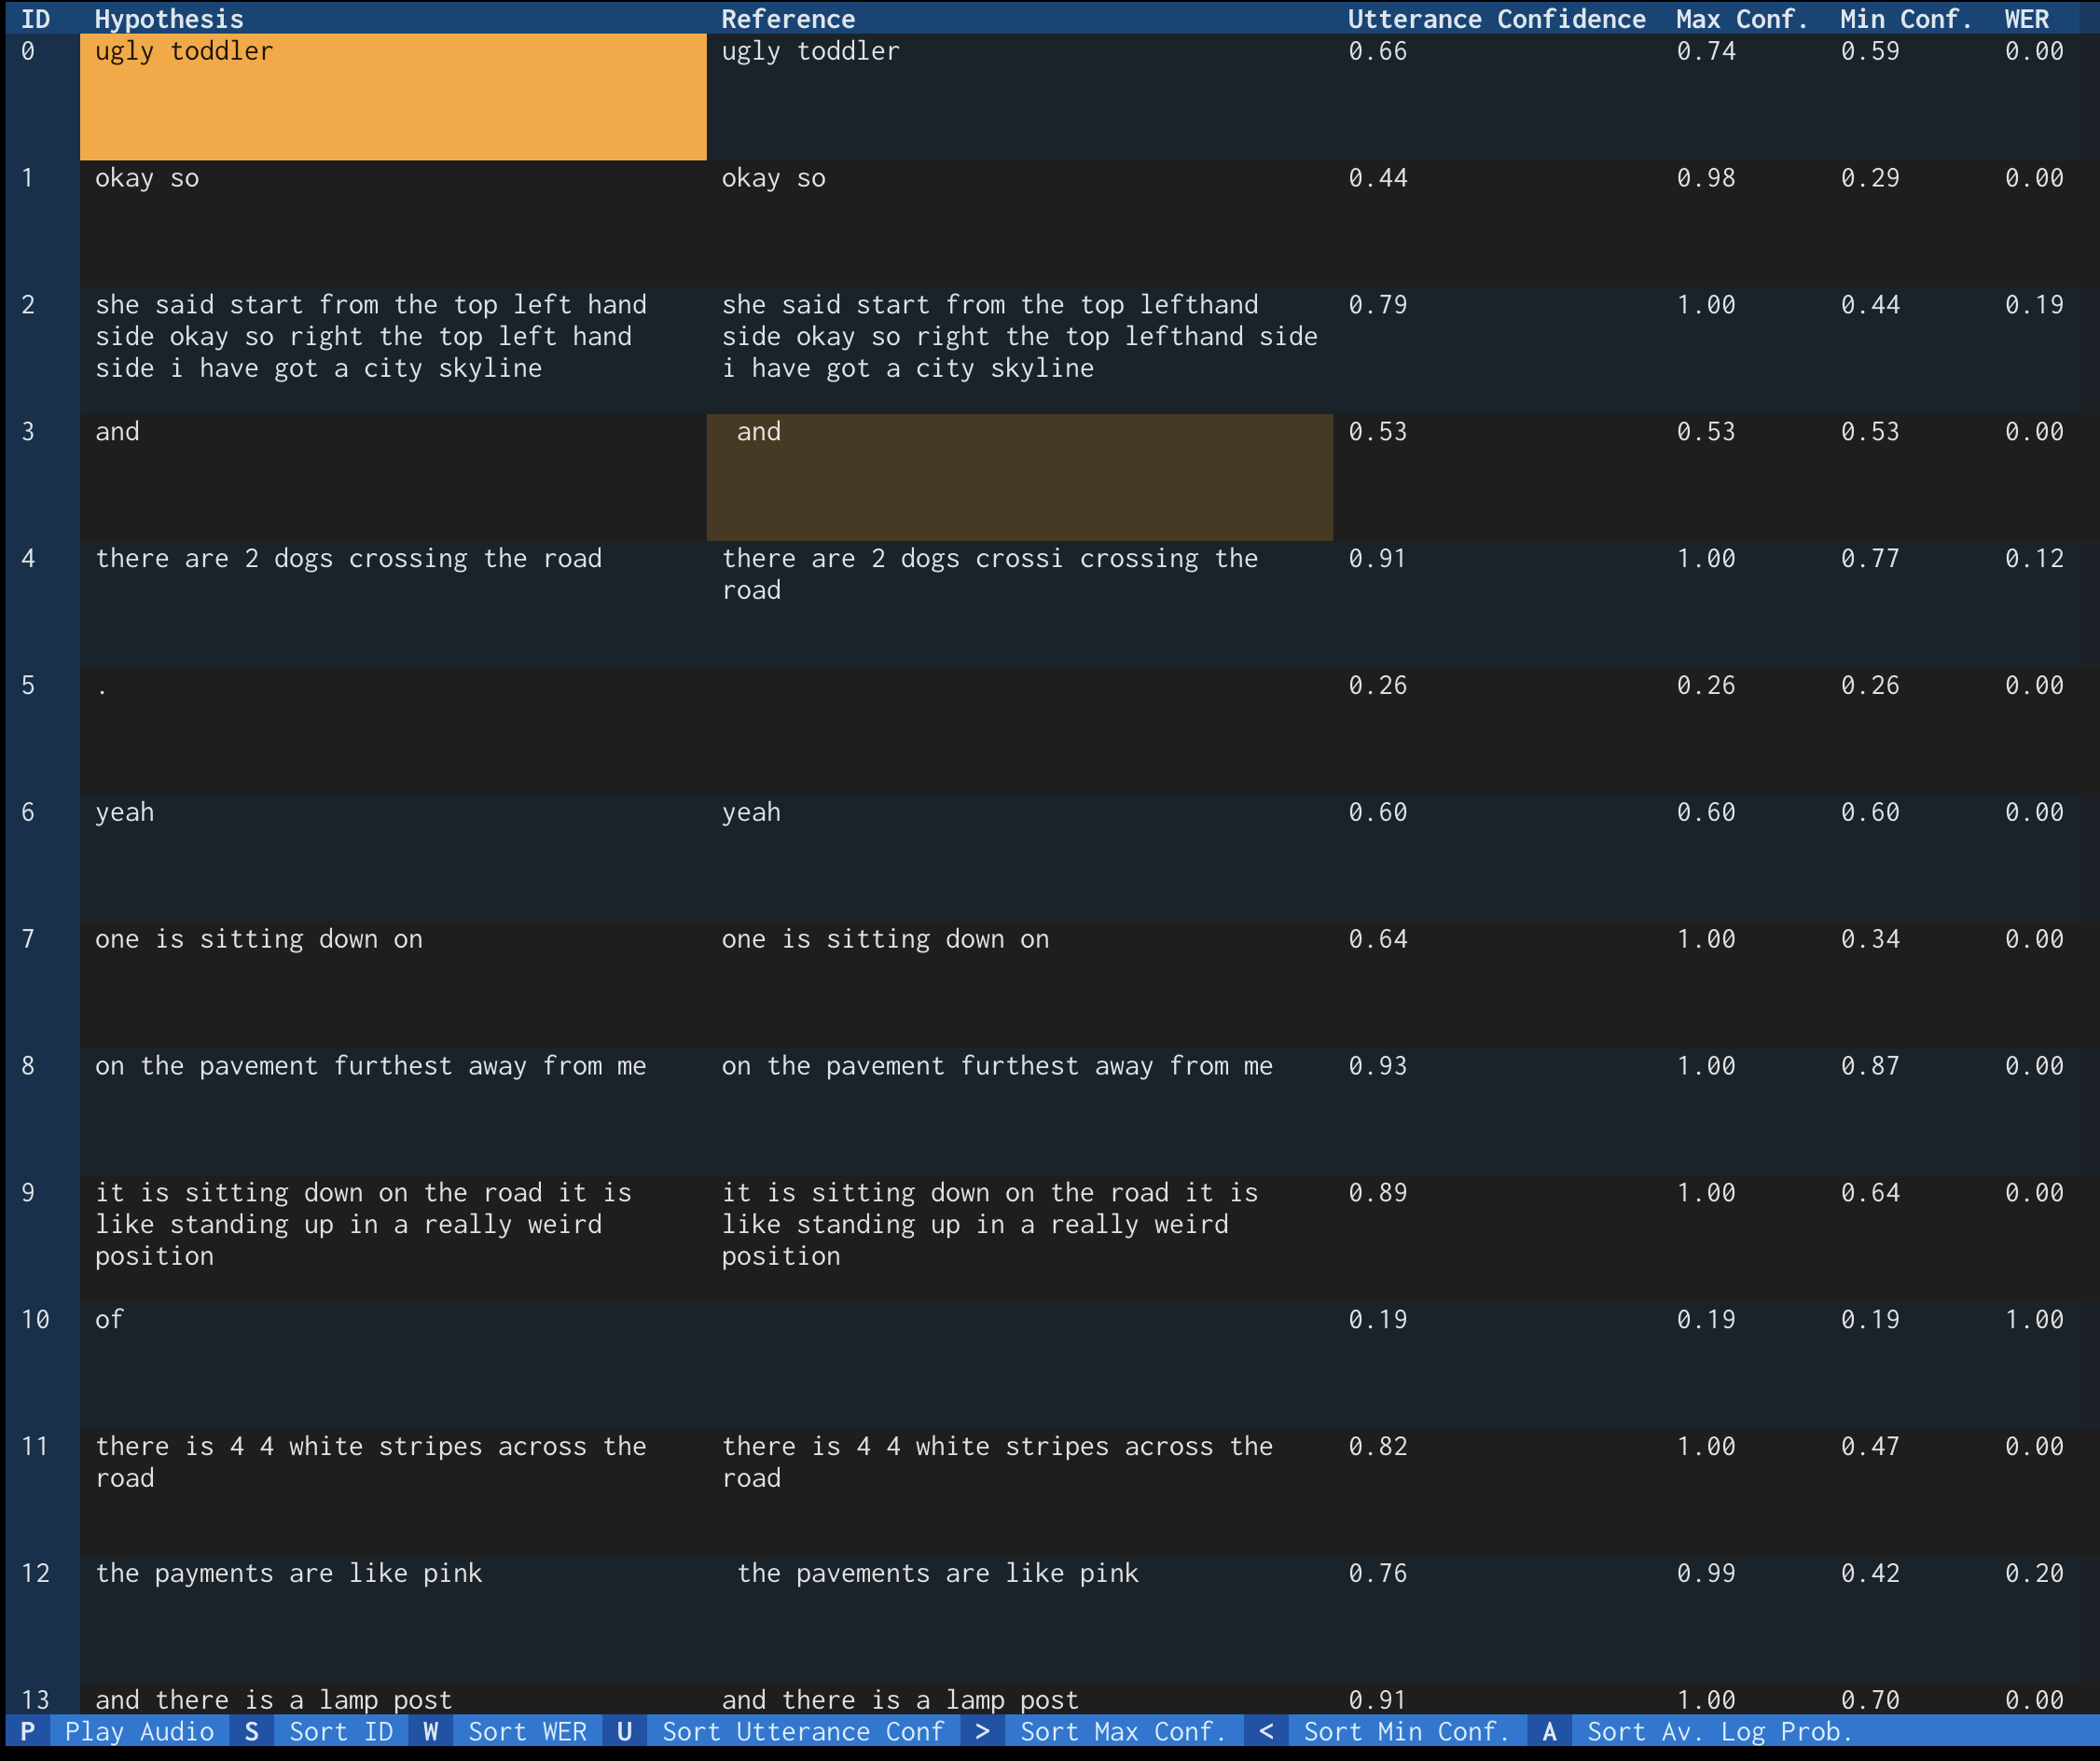 ID Hypothesis Reference Utterance Confidence Max Conf. Min Conf. WER
0 ugly toddler ugly toddler 0.66 0.74 0.59 0.00
1 okay so okay so 0.44 0.98 0.29 0.00
2 she said start from the top left hand she said start from the top lefthand 0.79 1.00 0.44 0.19
side okay so right the top left hand side okay so right the top lefthand side
side i have got a city skyline i have got a city skyline
3 and and 0.53 0.53 0.53 0.00
4 there are 2 dogs crossing the road there are 2 dogs crossi crossing the 0.91 1.00 0.77 0.12
road
5 . 0.26 0.26 0.26 0.00
6 yeah yeah 0.60 0.60 0.60 0.00
7 one is sitting down on one is sitting down on 0.64 1.00 0.34 0.00
8 on the pavement furthest away from me on the pavement furthest away from me 0.93 1.00 0.87 0.00
9 it is sitting down on the road it is it is sitting down on the road it is 0.89 1.00 0.64 0.00
like standing up in a really weird like standing up in a really weird
position position
10 of 0.19 0.19 0.19 1.00
11 there is 4 4 white stripes across the there is 4 4 white stripes across the 0.82 1.00 0.47 0.00
road road
12 the payments are like pink the pavements are like pink 0.76 0.99 0.42 0.20
13 and there is a lamp post and there is a lamp post 0.91 1.00 0.70 0.00
P Play Audio S Sort ID W Sort WER U Sort Utterance Conf > Sort Max Conf. < Sort Min Conf. A Sort Av. Log Prob.